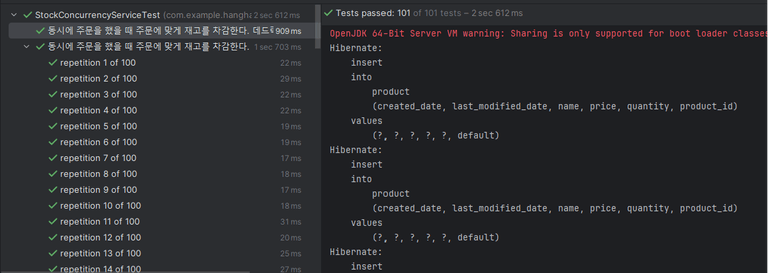 StockConcurrencyServiceTest (com.example.hangha 2 sec 612 ms
동시에 주문을 했을 때 주문에 맞게 재고를 차감한다. 데드 909 ms
동시에 주문을 했을 때 주문에 맞게 재고를 차감한다. 1 sec 703 ms
repetition 1 of 100 22 ms
repetition 2 of 100 29 ms
repetition 3 of 100 22 ms
repetition 4 of 100 22 ms
repetition 5 of 100 19 ms
repetition 6 of 100 19 ms
repetition 7 of 100 17 ms
repetition 8 of 100 18 ms
repetition 9 of 100 17 ms
repetition 10 of 100 18 ms
repetition 11 of 100 31 ms
repetition 12 of 100 20 ms
repetition 13 of 100 25 ms
repetition 14 of 100 27 ms
Tests passed: 101 of 101 tests – 2 sec 612 ms
OpenJDK 64-Bit Server VM warning: Sharing is only supported for boot loader classes
Hibernate:
insert
into
product
(created_date, last_modified_date, name, price, quantity, product_id)
values
(?, ?, ?, ?, ?, default)
Hibernate:
insert
into
product
(created_date, last_modified_date, name, price, quantity, product_id)
values
(?, ?, ?, ?, ?, default)
Hibernate:
insert